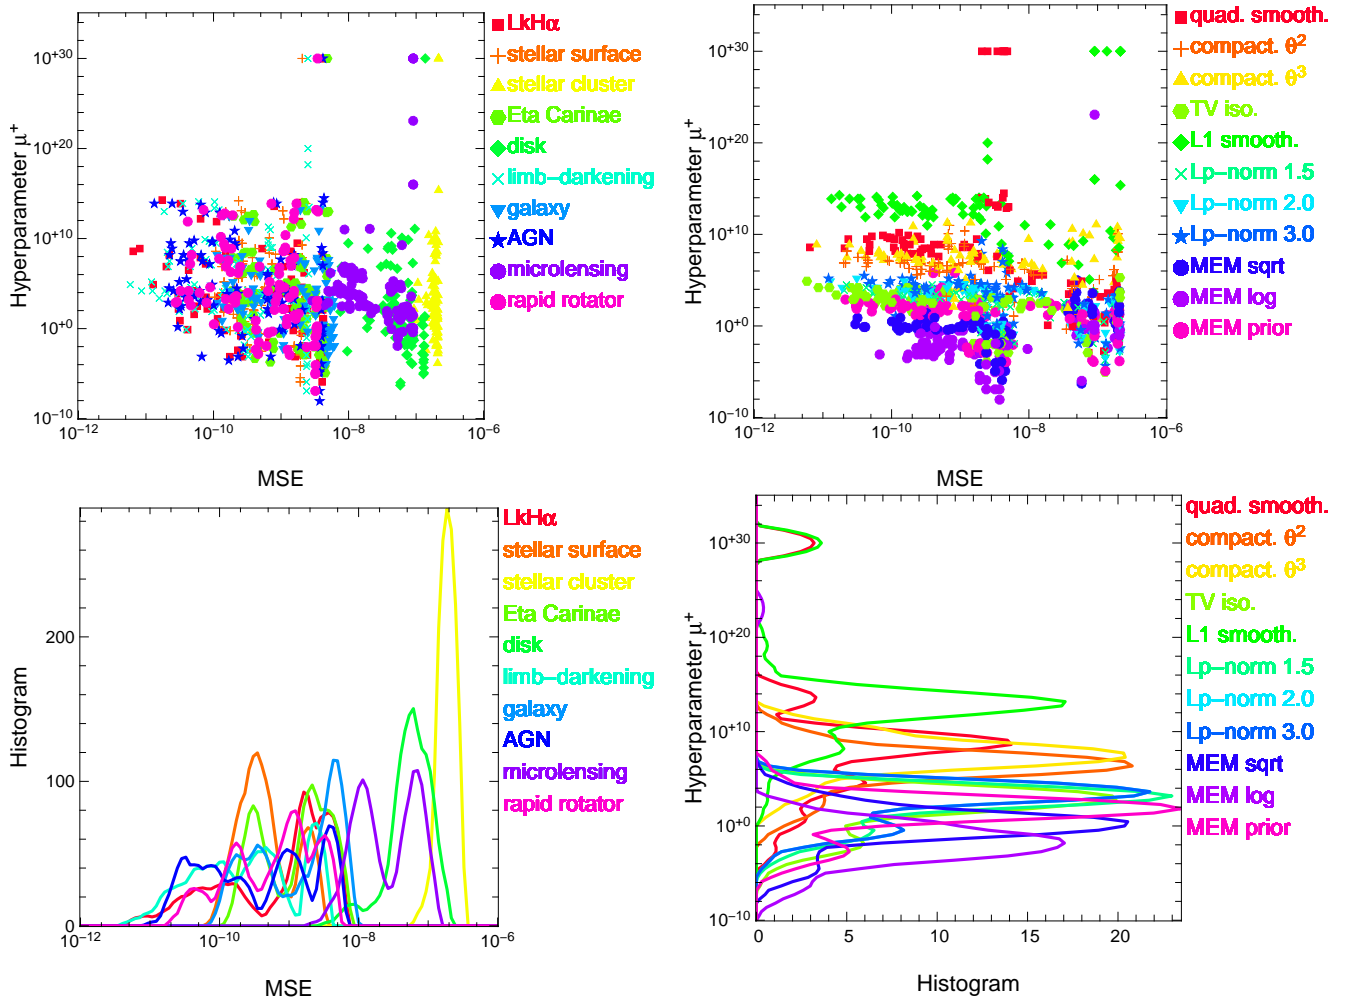 10⁺³⁰
10⁺²⁰
10⁺¹⁰
10⁺⁰
10⁻¹⁰
Hyperparameter μ⁺
10⁻¹²
10⁻¹⁰
10⁻⁸
10⁻⁶
MSE
LkHα
stellar surface
stellar cluster
Eta Carinae
disk
limb−darkening
galaxy
AGN
microlensing
rapid rotator
10⁺³⁰
10⁺²⁰
10⁺¹⁰
10⁺⁰
10⁻¹⁰
Hyperparameter μ⁺
10⁻¹²
10⁻¹⁰
10⁻⁸
10⁻⁶
MSE
quad. smooth.
compact. θ²
compact. θ³
TV iso.
L1 smooth.
Lp−norm 1.5
Lp−norm 2.0
Lp−norm 3.0
MEM sqrt
MEM log
MEM prior
200
100
0
Histogram
10⁻¹²
10⁻¹⁰
10⁻⁸
10⁻⁶
MSE
LkHα
stellar surface
stellar cluster
Eta Carinae
disk
limb−darkening
galaxy
AGN
microlensing
rapid rotator
10⁺³⁰
10⁺²⁰
10⁺¹⁰
10⁺⁰
10⁻¹⁰
Hyperparameter μ⁺
0 5 10 15 20
Histogram
quad. smooth.
compact. θ²
compact. θ³
TV iso.
L1 smooth.
Lp−norm 1.5
Lp−norm 2.0
Lp−norm 3.0
MEM sqrt
MEM log
MEM prior